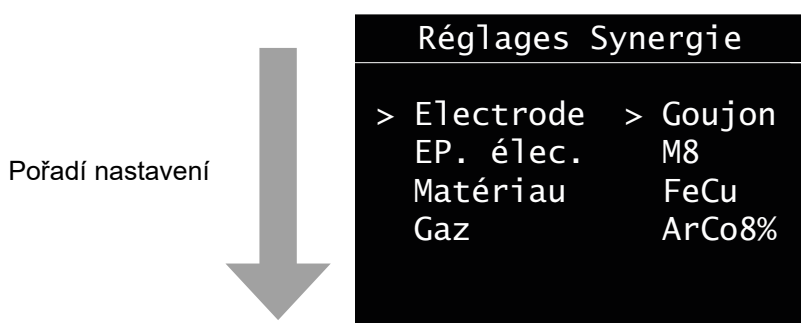 Pořadí nastavení
Réglages Synergie
> Electrode > Goujon
EP. élec. M8
Matériau FeCu
Gaz ArCo8%